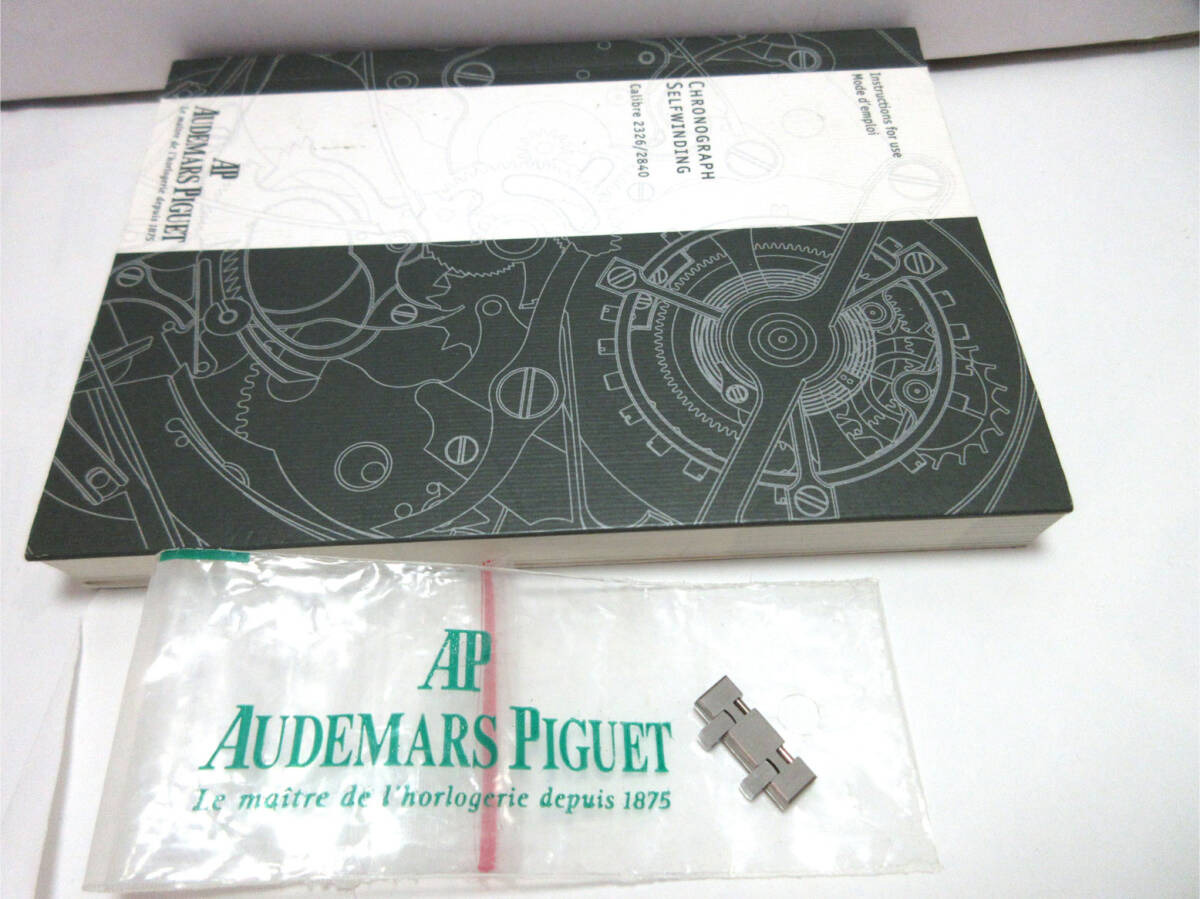 Instructions for use
Mode d'emploi
CHRONOGRAPH
SELFWINDING
Calibre 2326/2840
AP
AUDEMARS PIGUET
Le maître de l'horlogerie depuis 1875
AP
AUDEMARS PIGUET
Le maître de l'horlogerie depuis 1875